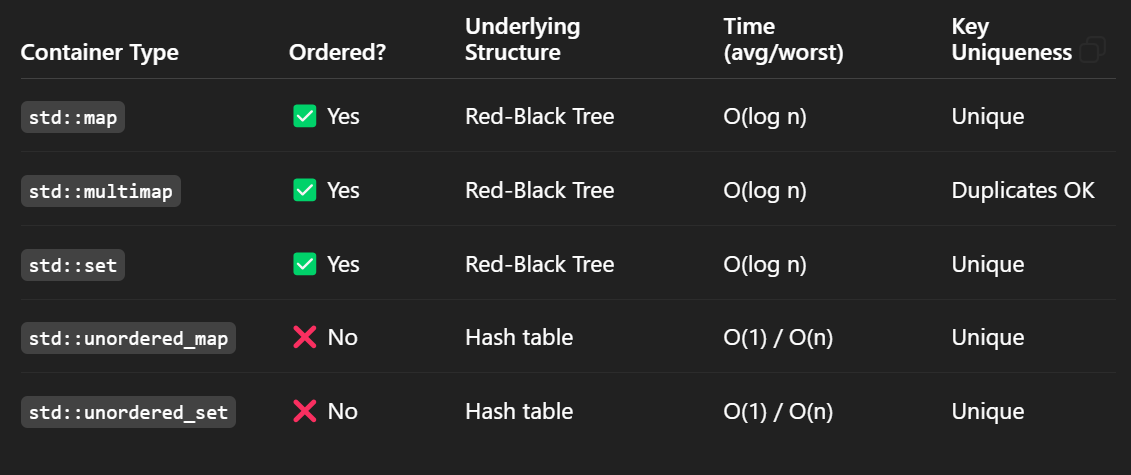 Container Type Ordered? Underlying Structure Time (avg/worst) Key Uniqueness
std::map ✅ Yes Red-Black Tree O(log n) Unique
std::multimap ✅ Yes Red-Black Tree O(log n) Duplicates OK
std::set ✅ Yes Red-Black Tree O(log n) Unique
std::unordered_map ❌ No Hash table O(1) / O(n) Unique
std::unordered_set ❌ No Hash table O(1) / O(n) Unique